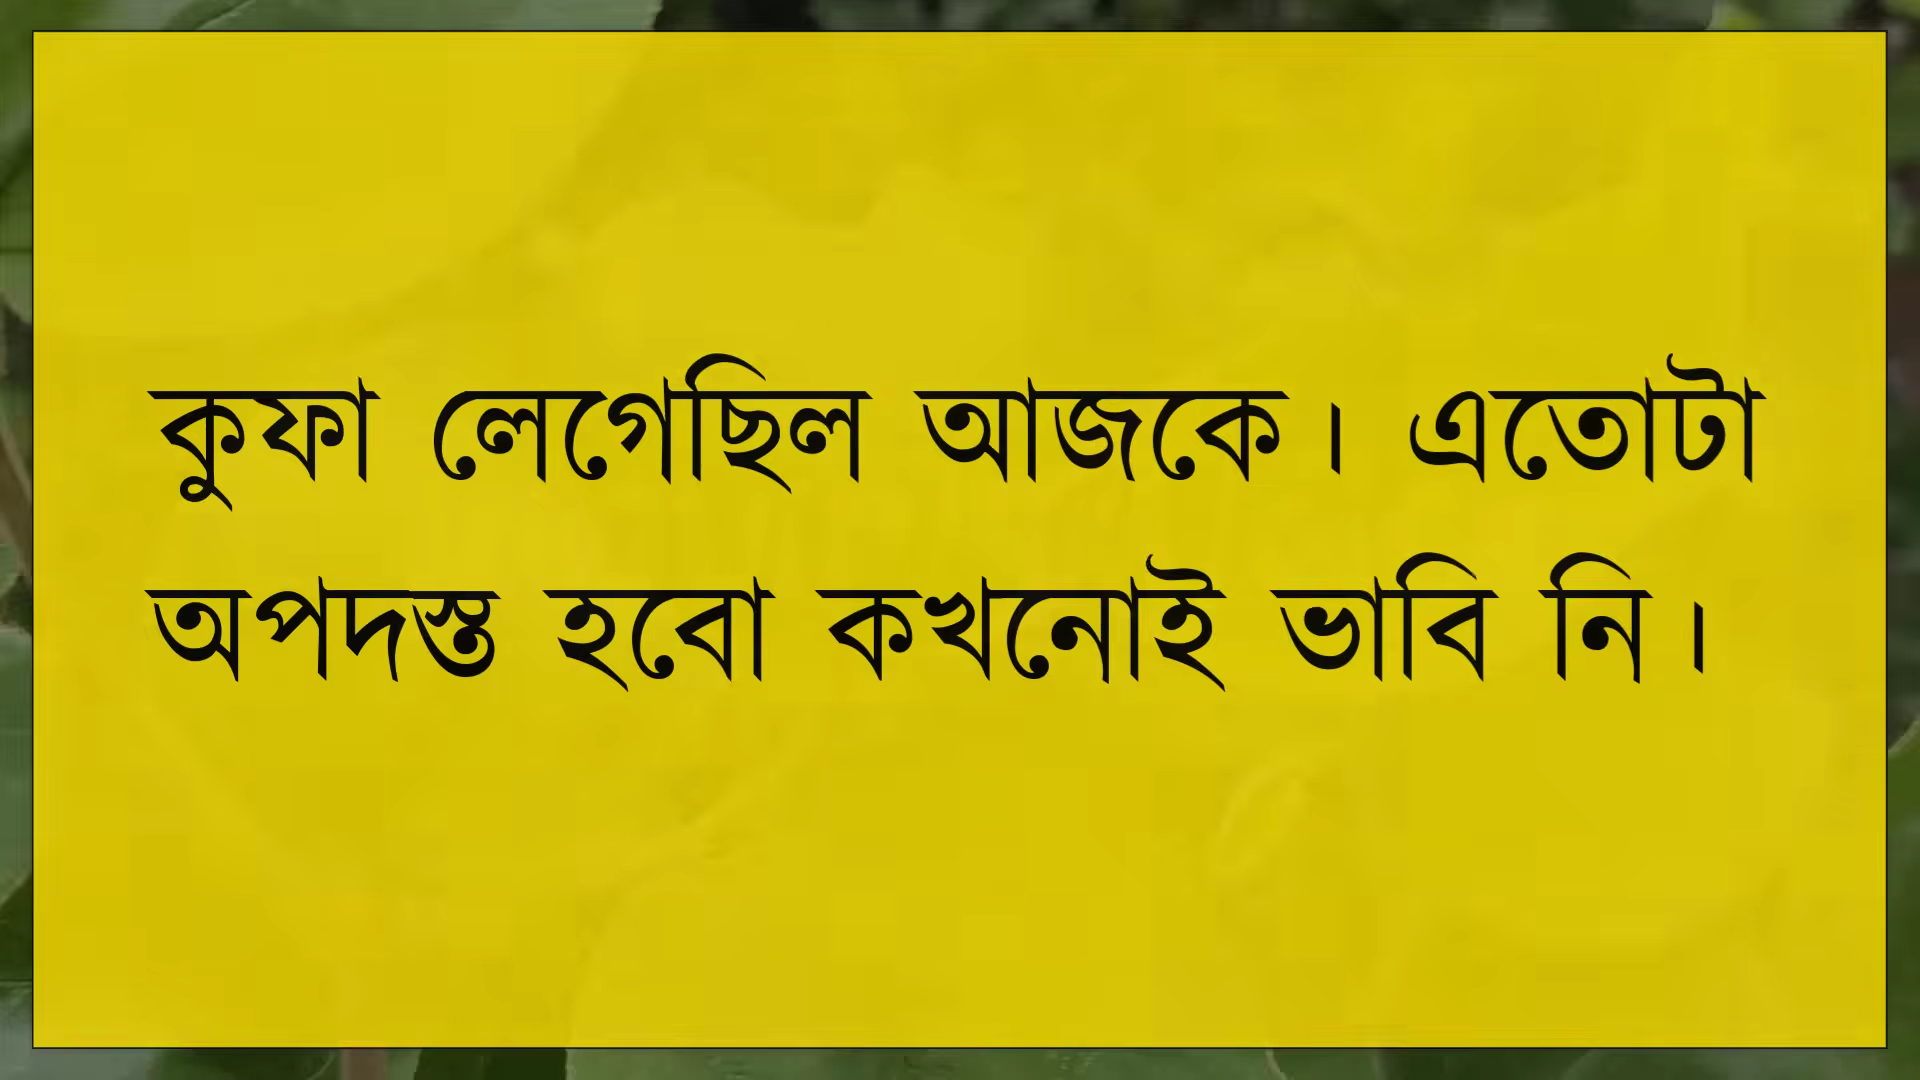 কুফা লেগেছিল আজকে। এতোটা
অপদস্ত হবো কখনোই ভাবি নি।